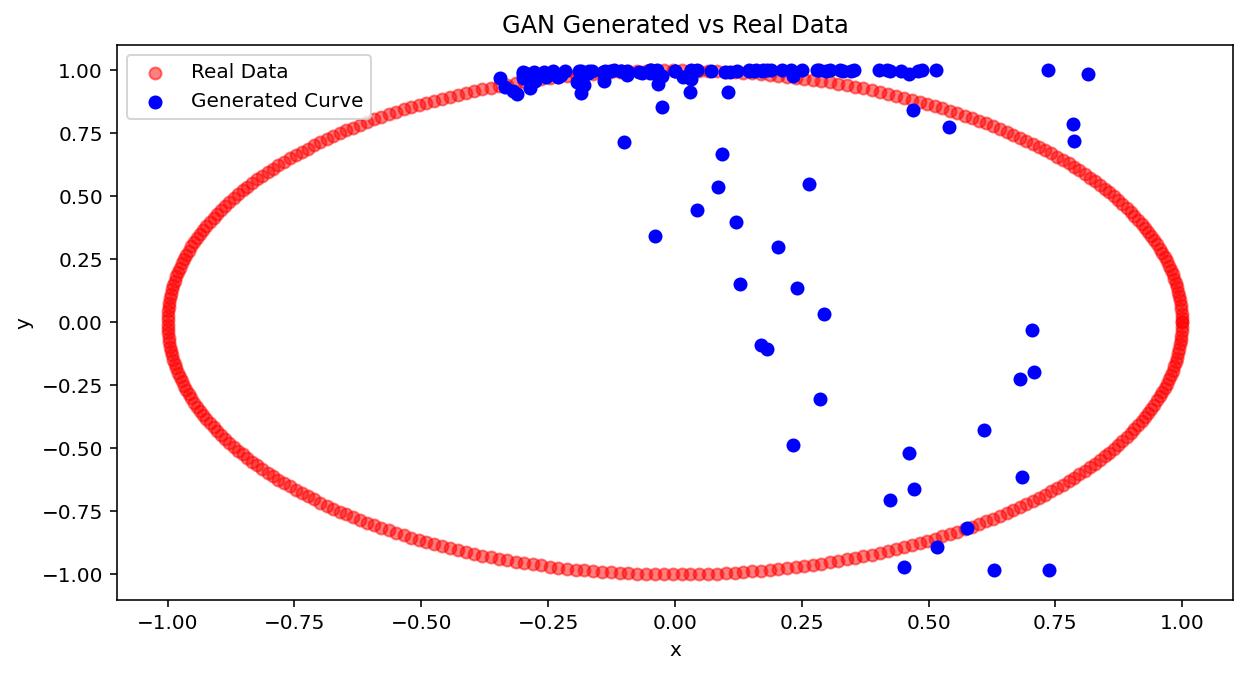 GAN Generated vs Real Data
Real Data
Generated Curve
1.00
0.75
0.50
0.25
0.00
−0.25
−0.50
−0.75
−1.00
y
−1.00 −0.75 −0.50 −0.25 0.00 0.25 0.50 0.75 1.00
x